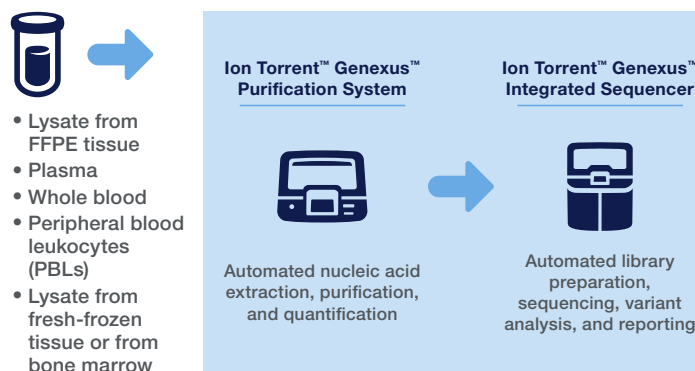 • Lysate from
FFPE tissue
• Plasma
• Whole blood
• Peripheral blood
leukocytes
(PBLs)
• Lysate from
fresh-frozen
tissue or from
bone marrow
Ion Torrent™ Genexus™
Purification System
Automated nucleic acid
extraction, purification,
and quantification
Ion Torrent™ Genexus™
Integrated Sequencer
Automated library
preparation,
sequencing, variant
analysis, and reporting